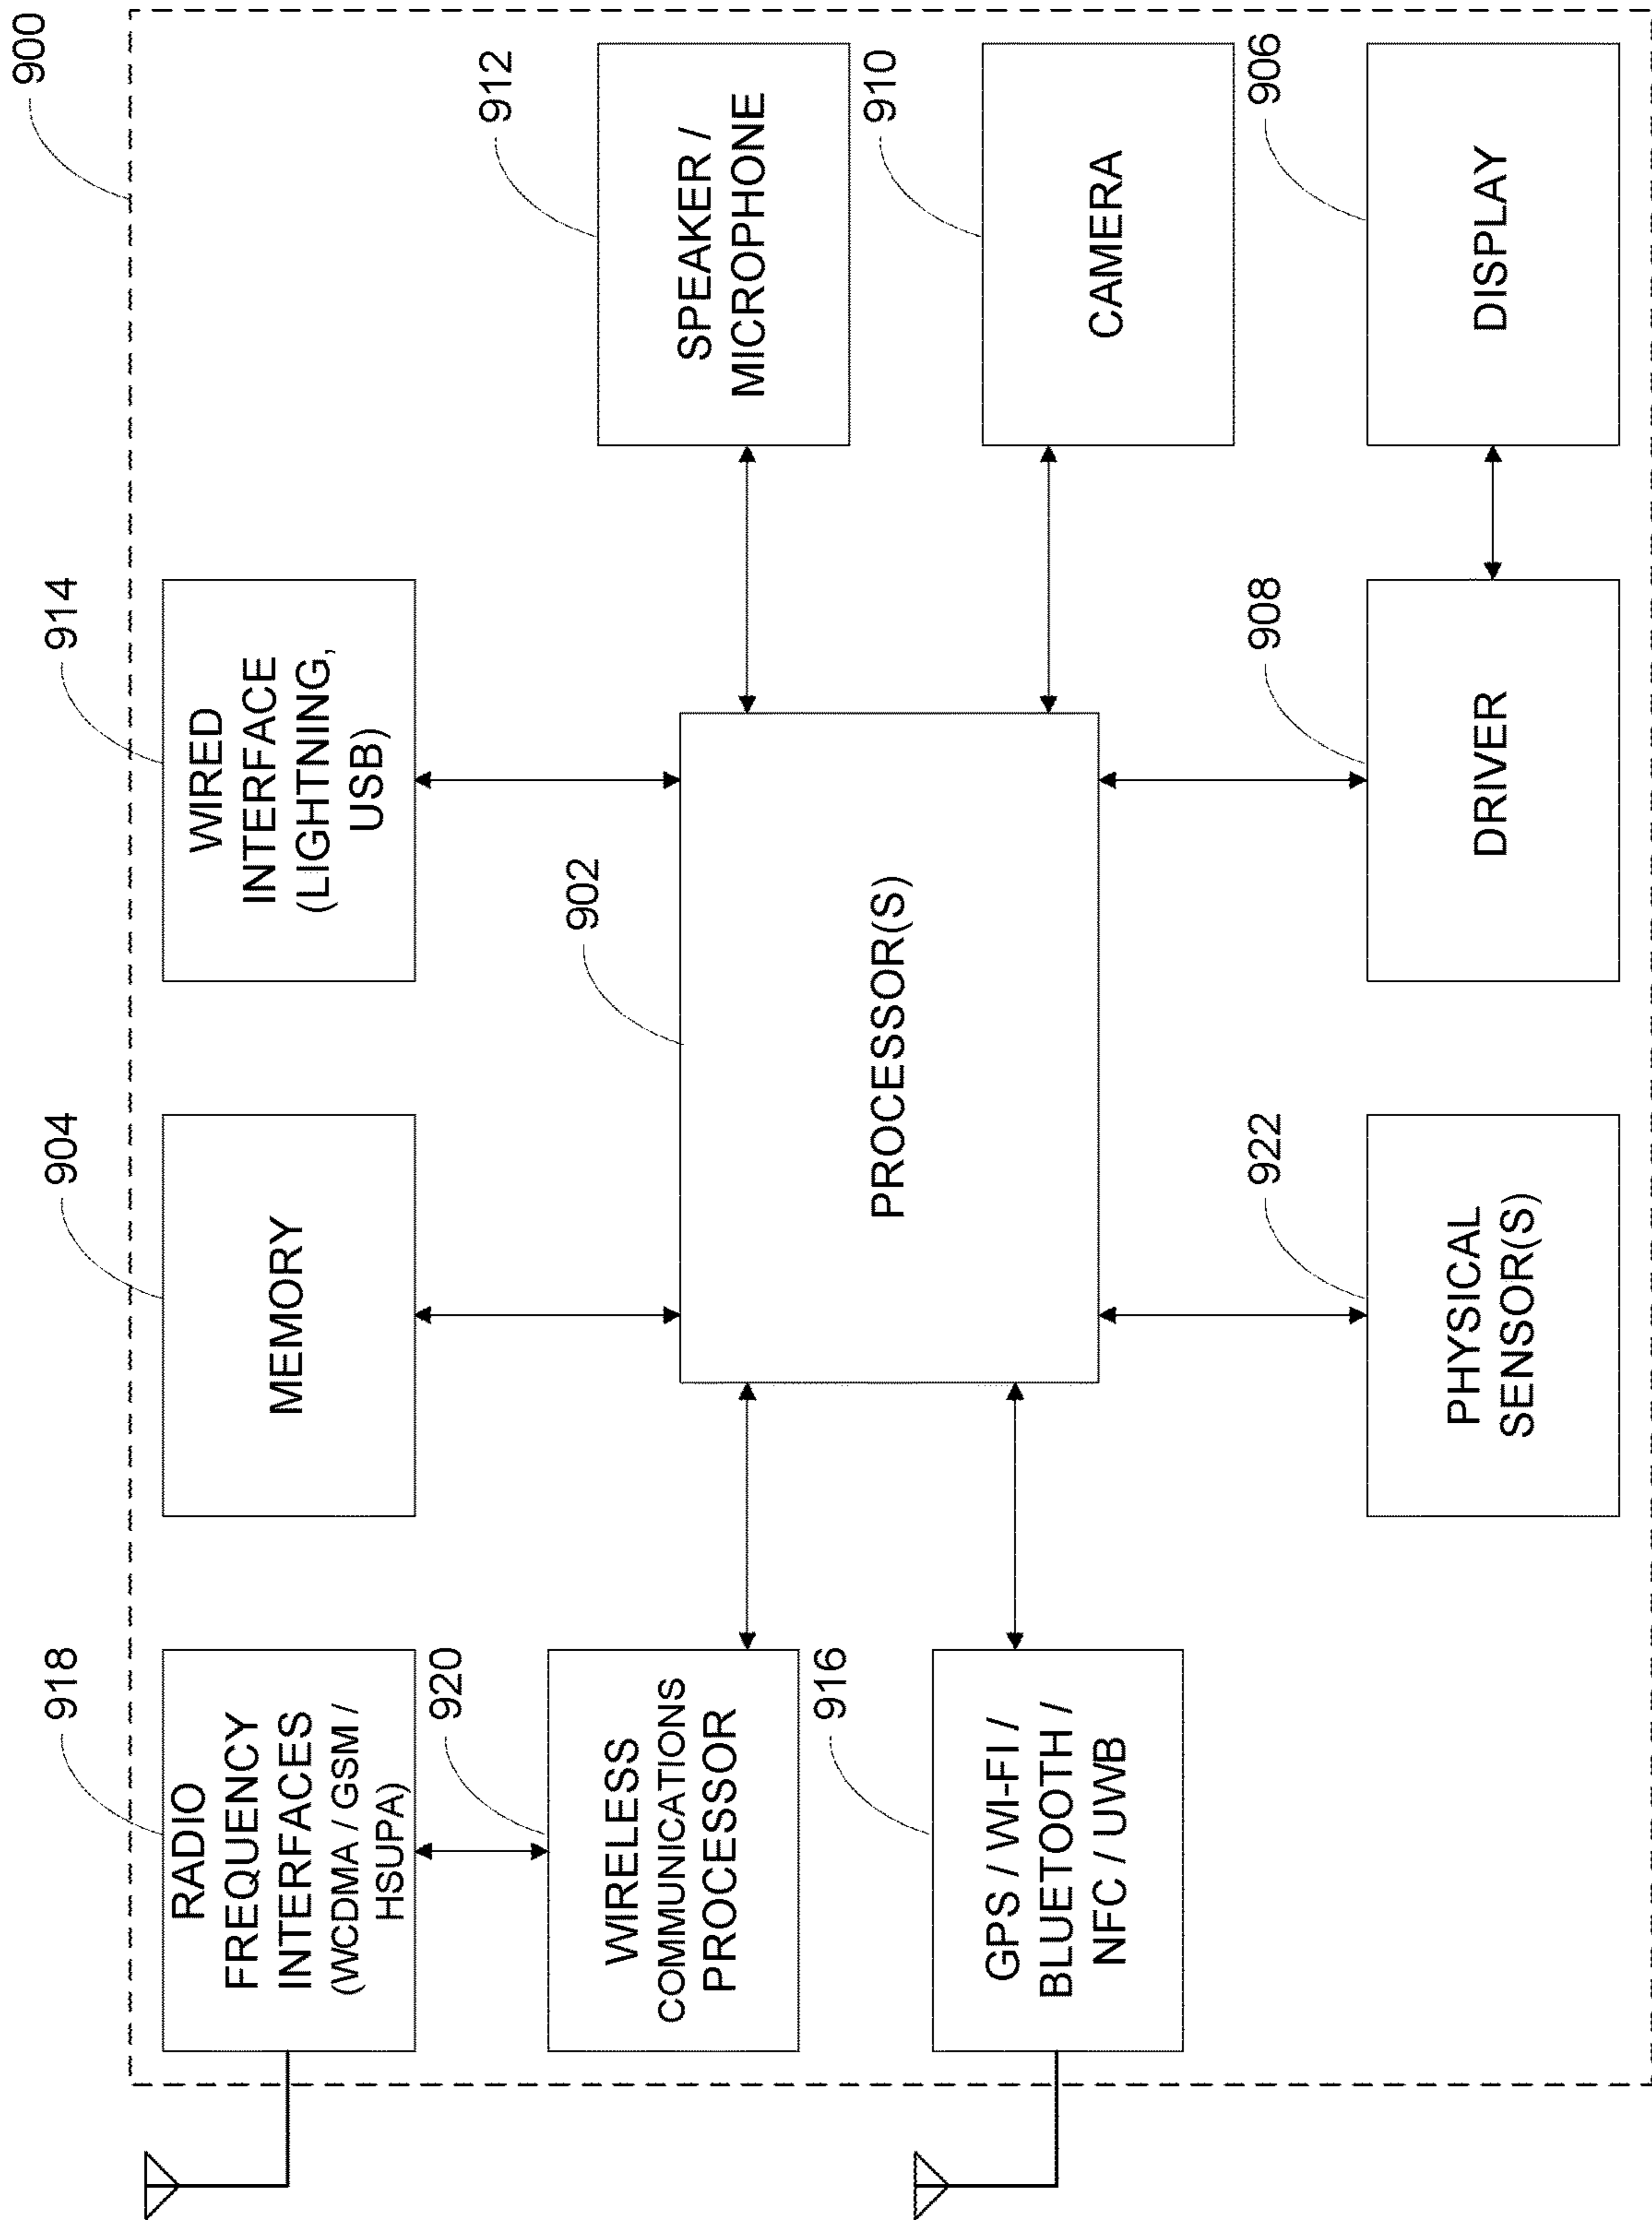 900
918
RADIO
FREQUENCY
INTERFACES
(WCDMA / GSM /
HSUPA)
904
MEMORY
914
WIRED
INTERFACE
(LIGHTNING,
USB)
920
WIRELESS
COMMUNICATIONS
PROCESSOR
902
PROCESSOR(S)
912
SPEAKER /
MICROPHONE
916
GPS / WI-FI /
BLUETOOTH /
NFC / UWB
910
CAMERA
922
PHYSICAL
SENSOR(S)
908
DRIVER
906
DISPLAY